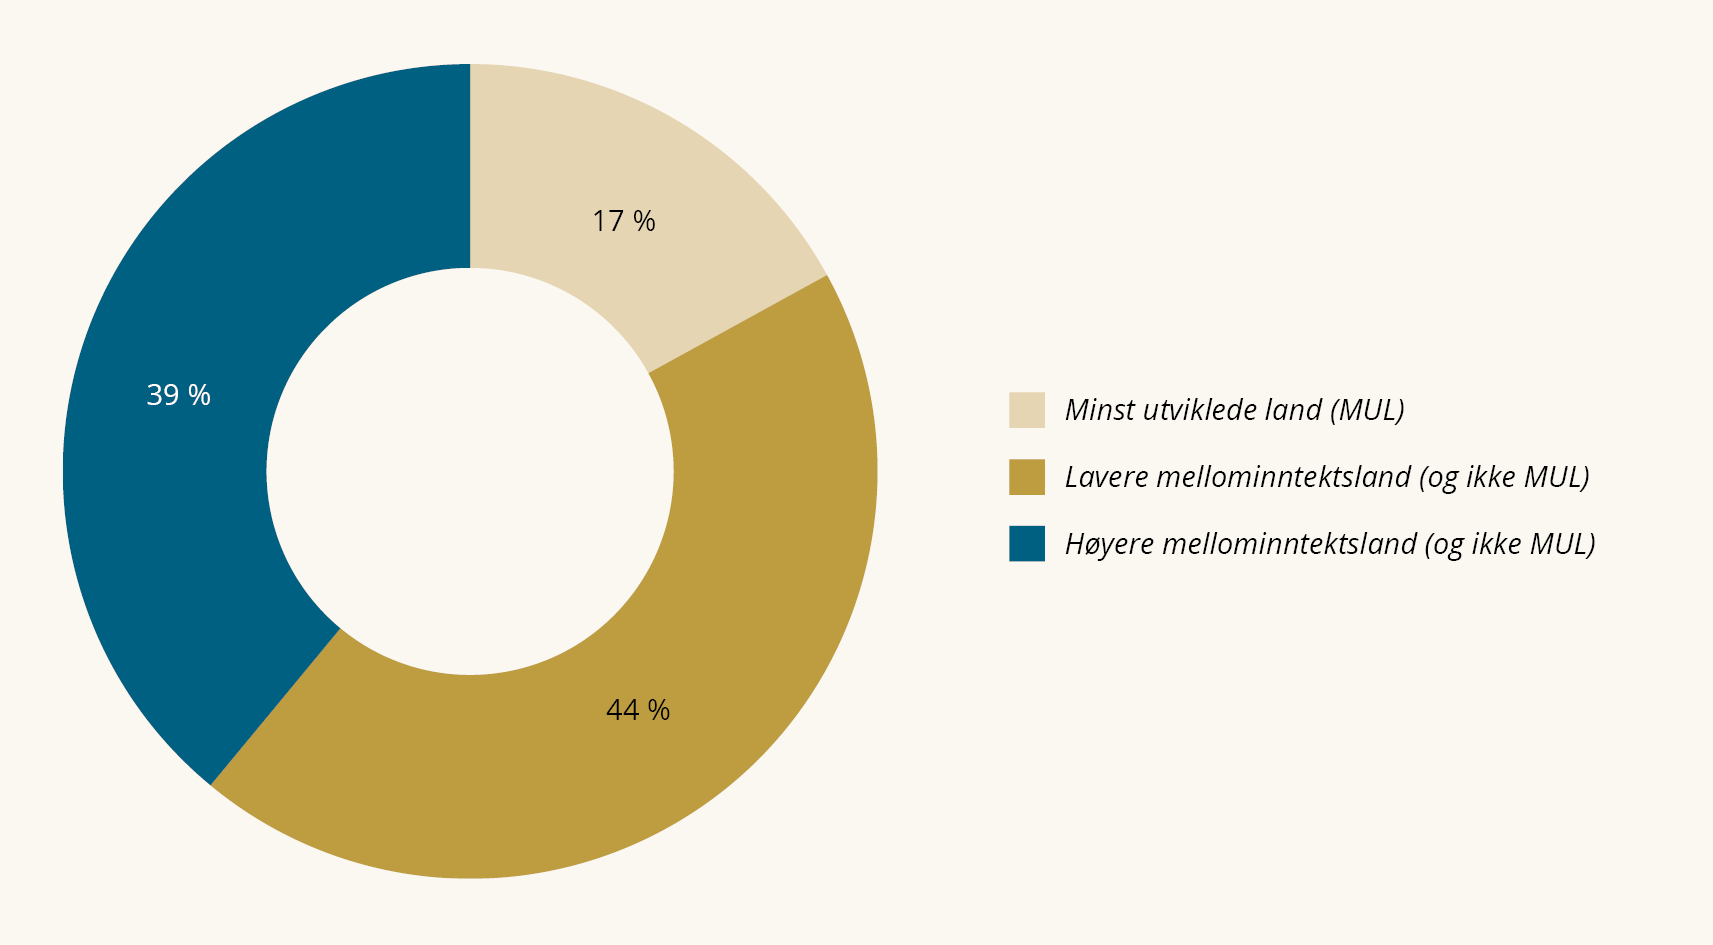 17 %
39 %
44 %
Minst utviklede land (MUL)
Lavere mellominntektsland (og ikke MUL)
Høyere mellominntektsland (og ikke MUL)